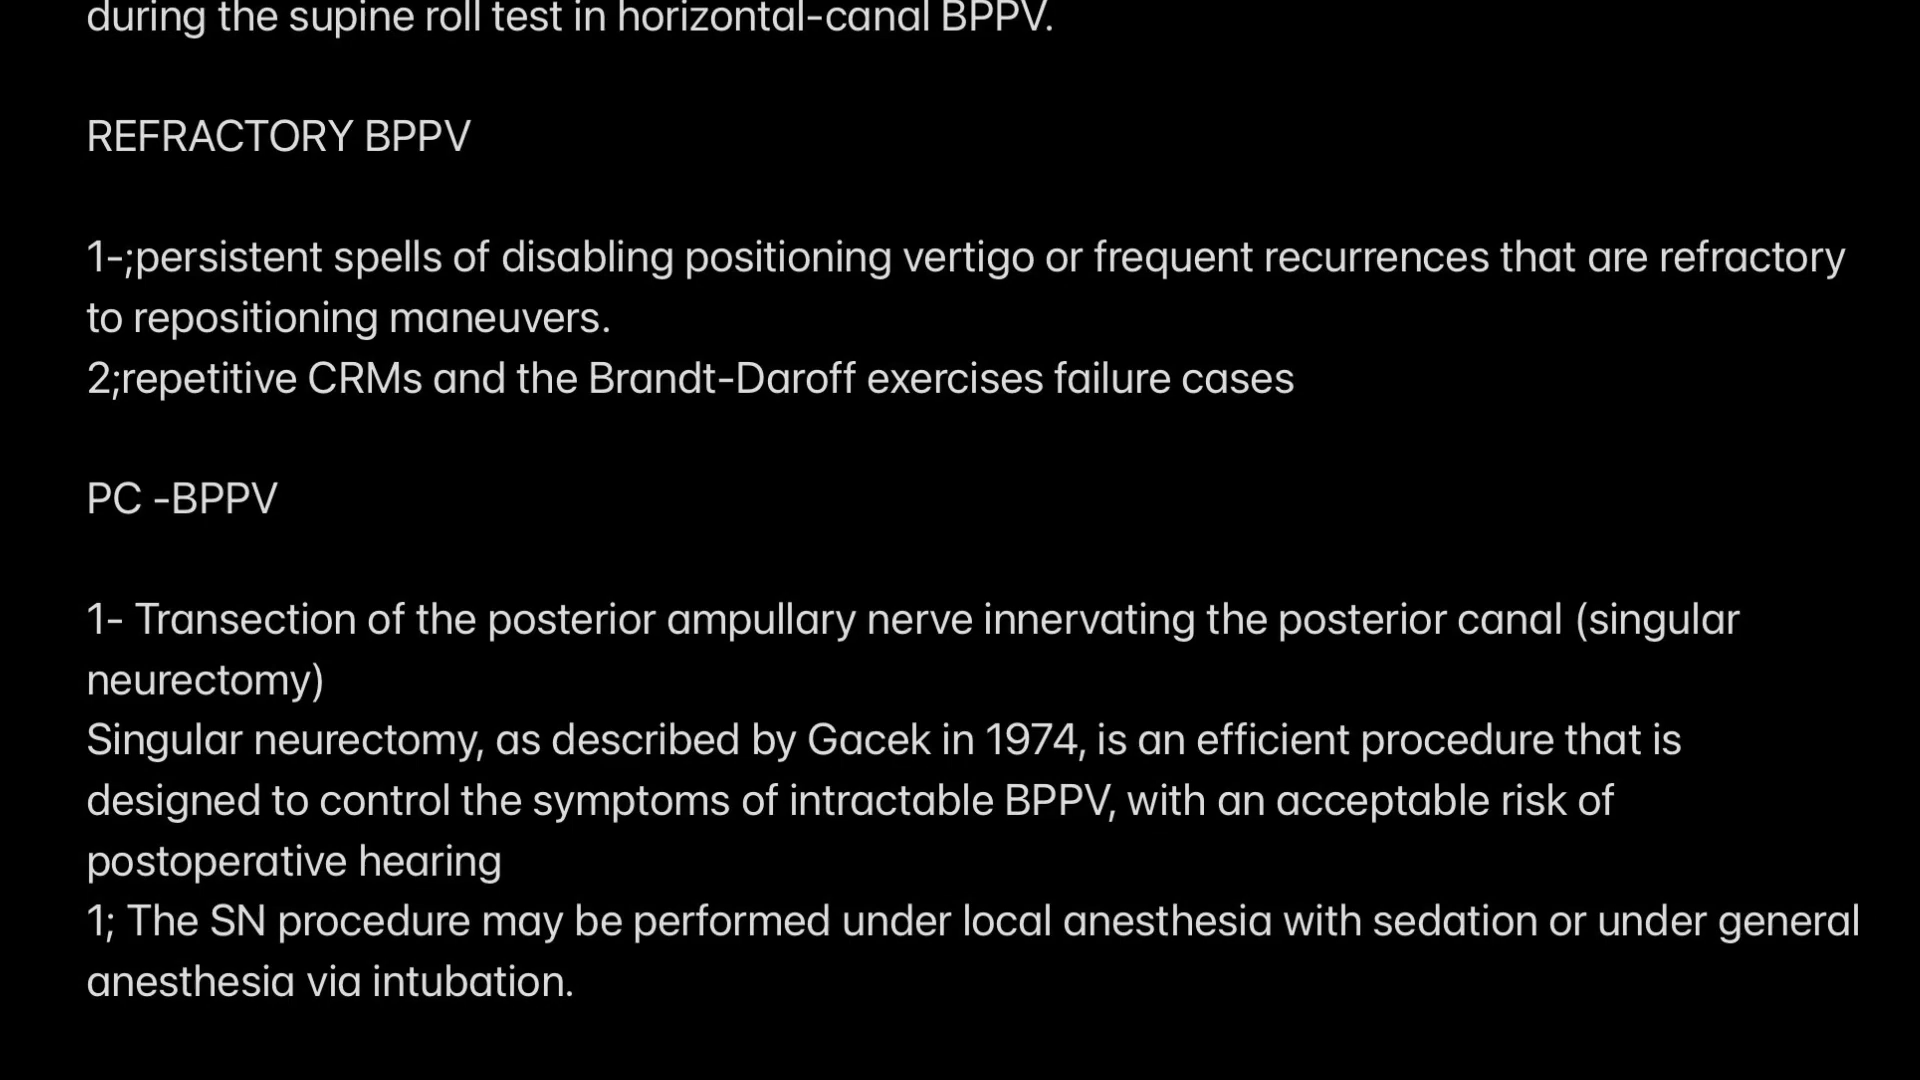 during the supine roll test in horizontal-canal BPPV.
REFRACTORY BPPV
1-;persistent spells of disabling positioning vertigo or frequent recurrences that are refractory
to repositioning maneuvers.
2;repetitive CRMs and the Brandt-Daroff exercises failure cases
PC -BPPV
1- Transection of the posterior ampullary nerve innervating the posterior canal (singular
neurectomy)
Singular neurectomy, as described by Gacek in 1974, is an efficient procedure that is
designed to control the symptoms of intractable BPPV, with an acceptable risk of
postoperative hearing
1; The SN procedure may be performed under local anesthesia with sedation or under general
anesthesia via intubation.